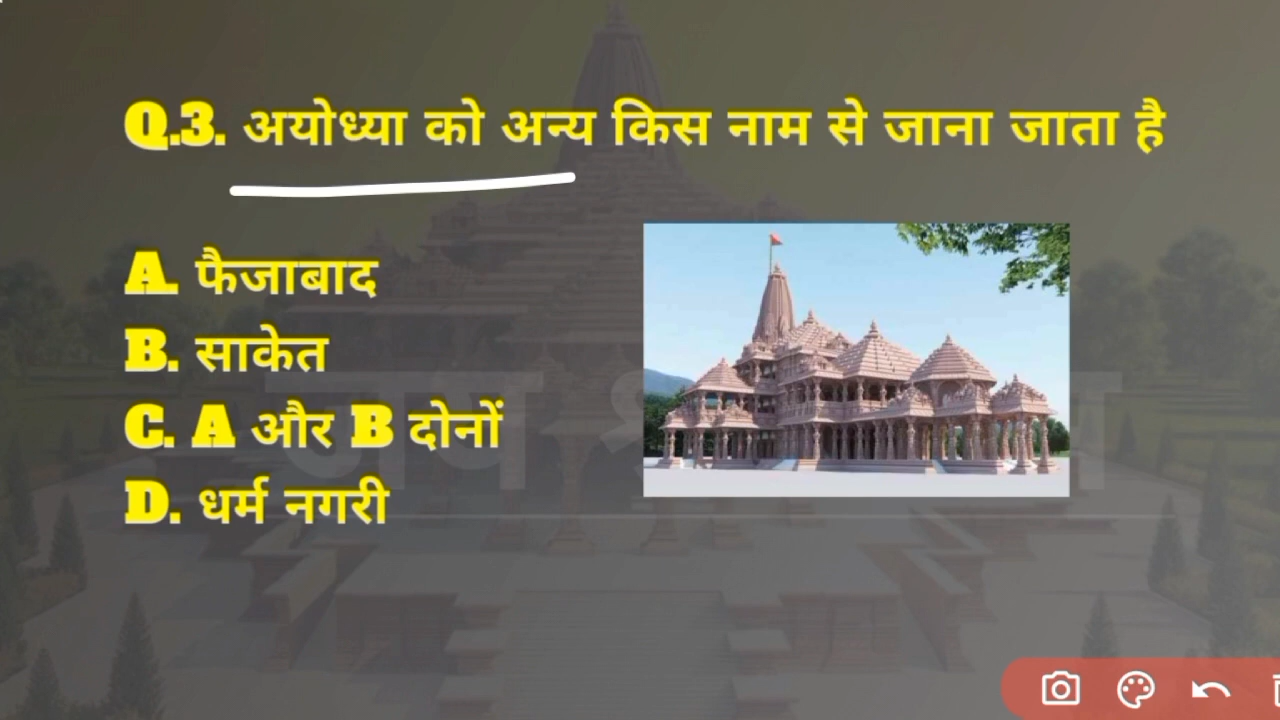 Q.3. अयोध्या को अन्य किस नाम से जाना जाता है
A. फैजाबाद
B. साकेत
C. A और B दोनों
D. धर्म नगरी